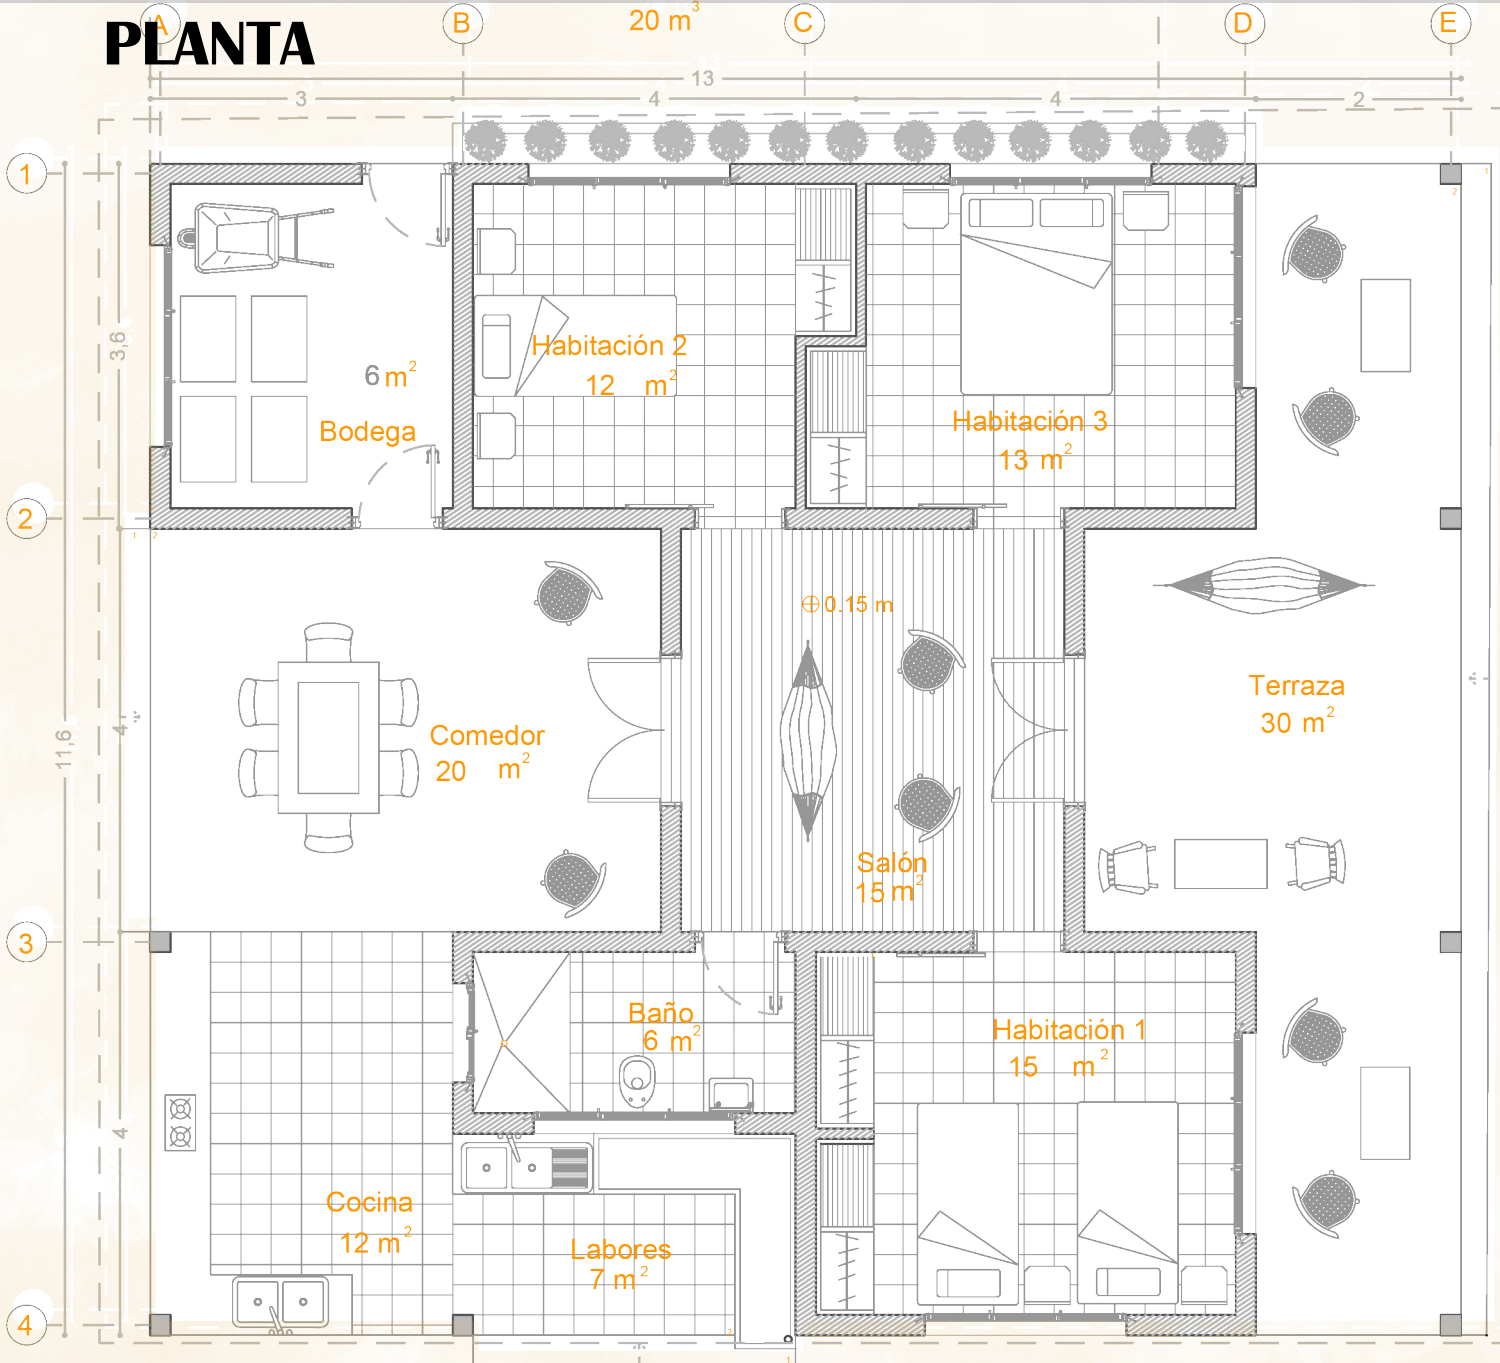 PLANTA
A
B
20 m³
C
D
E
13
3
4
4
2
1
2
3
4
3,6
11,6
4
4
Habitación 2
12 m²
6 m²
Bodega
Habitación 3
13 m²
0.15 m
Comedor
20 m²
Terraza
30 m²
Salón
15 m²
Baño
6 m²
Habitación 1
15 m²
Cocina
12 m²
Labores
7 m²